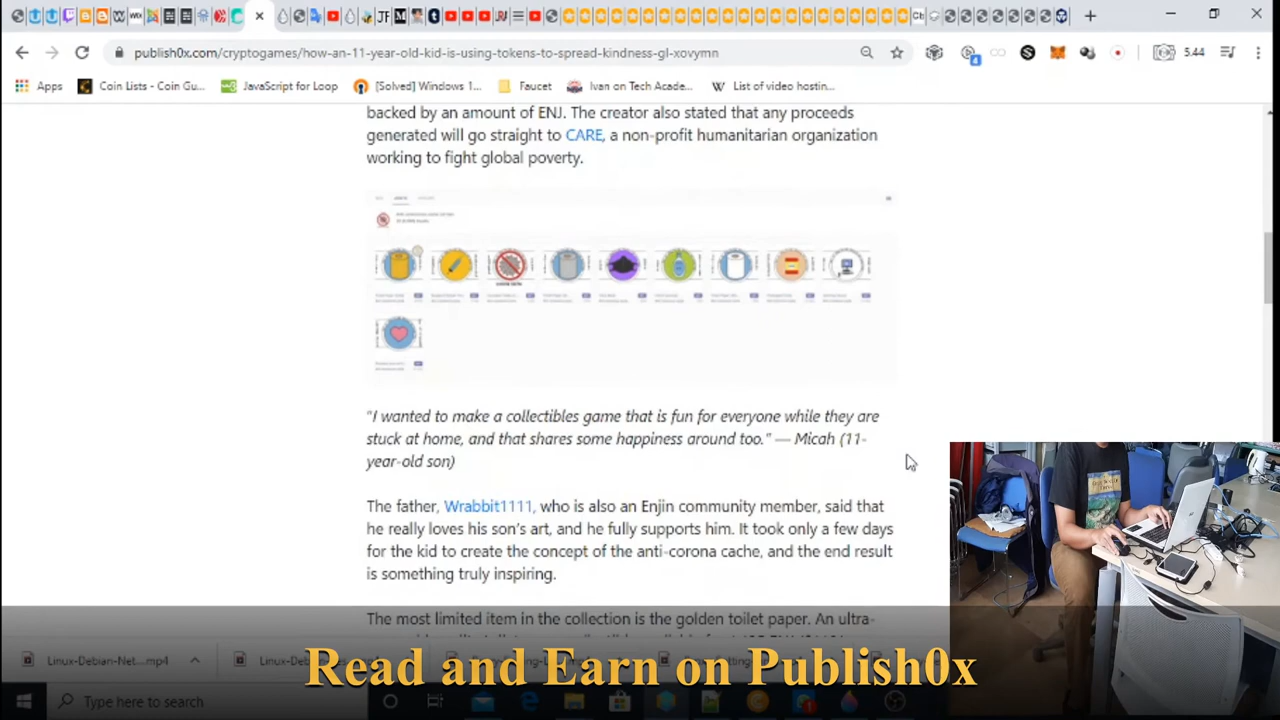 publish0x.com/cryptogames/how-an-11-year-old-kid-is-using-tokens-to-spread-kindness-gl-xovymn
5.44
4
Apps
Coin Lists - Coin Gu...
JavaScript for Loop
[Solved] Windows 1...
Faucet
Ivan on Tech Acade...
List of video hostin...
backed by an amount of ENJ. The creator also stated that any proceeds
generated will go straight to CARE, a non-profit humanitarian organization
working to fight global poverty.
"I wanted to make a collectibles game that is fun for everyone while they are
stuck at home, and that shares some happiness around too." — Micah (11-
year-old son)
The father, Wrabbit1111, who is also an Enjin community member, said that
he really loves his son's art, and he fully supports him. It took only a few days
for the kid to create the concept of the anti-corona cache, and the end result
is something truly inspiring.
The most limited item in the collection is the golden toilet paper. An ultra-
Linux-Debian-Net....mp4
Read and Earn on Publish0x
Type here to search